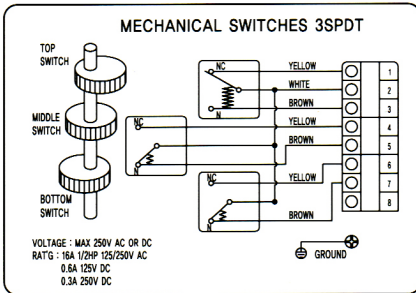 MECHANICAL SWITCHES 3SPDT
TOP
SWITCH
MIDDLE
SWITCH
BOTTOM
SWITCH
NC
N
YELLOW
WHITE
BROWN
NC
N
YELLOW
BROWN
NC
N
YELLOW
BROWN
1
2
3
4
5
6
7
8
GROUND
VOLTAGE : MAX 250V AC OR DC
RAT'G : 16A 1/2HP 125/250V AC
0.6A 125V DC
0.3A 250V DC